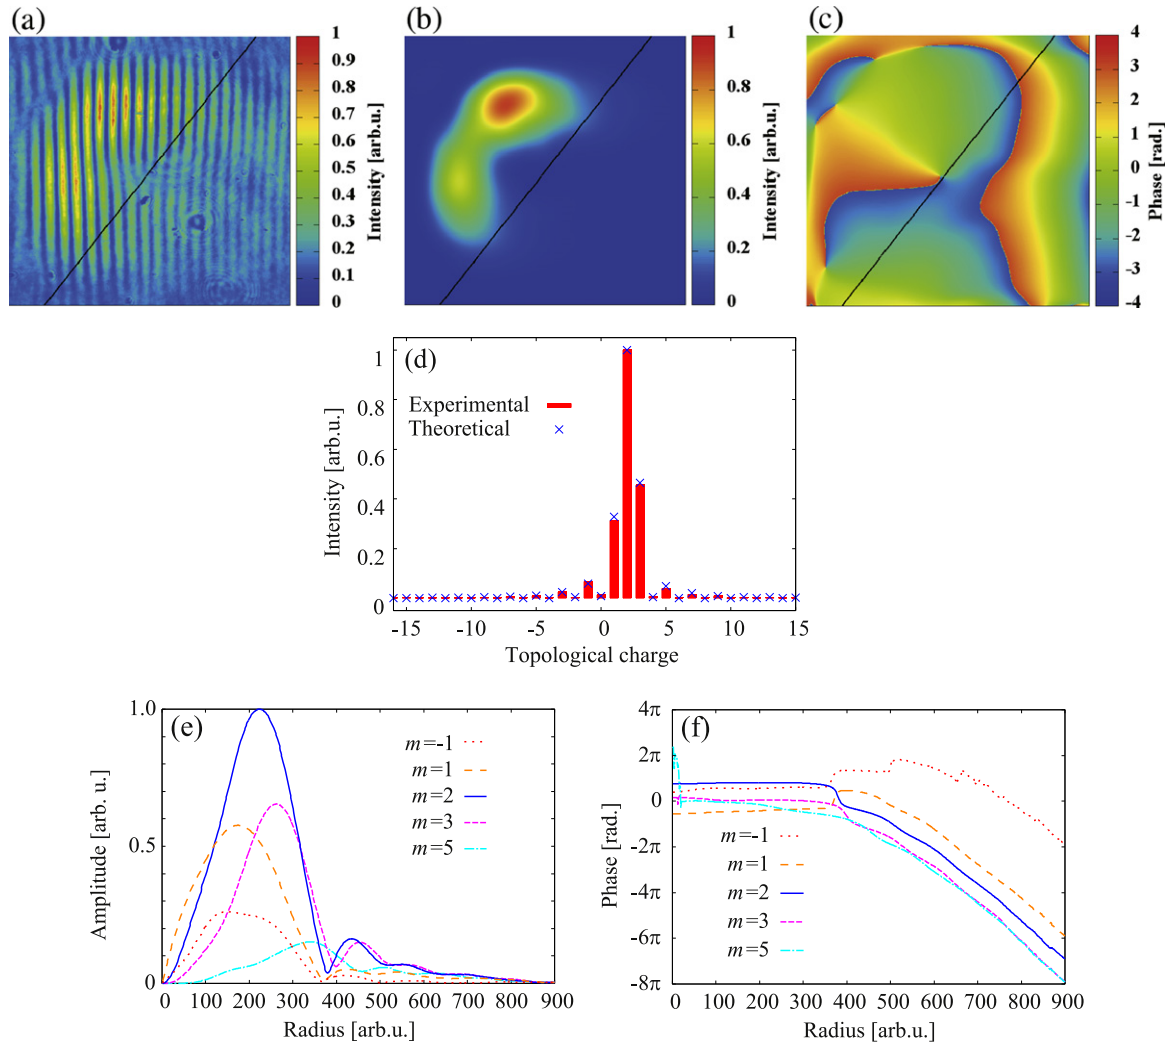 (a)
(b)
(c)
1
0.9
0.8
0.7
0.6
0.5
0.4
0.3
0.2
0.1
0
Intensity [arb.u.]
1
0.8
0.6
0.4
0.2
0
Intensity [arb.u.]
4
3
2
1
0
-1
-2
-3
-4
Phase [rad.]
(d)
1
0.8
0.6
0.4
0.2
0
Intensity [arb.u.]
Experimental
Theoretical
-15 -10 -5 0 5 10 15
Topological charge
(e)
1.0
0.5
0
Amplitude [arb. u.]
m=-1
m=1
m=2
m=3
m=5
0 100 200 300 400 500 600 700 800 900
Radius [arb.u.]
(f)
4π
2π
0
-2π
-4π
-6π
-8π
Phase [rad.]
m=-1
m=1
m=2
m=3
m=5
0 100 200 300 400 500 600 700 800 900
Radius [arb.u.]